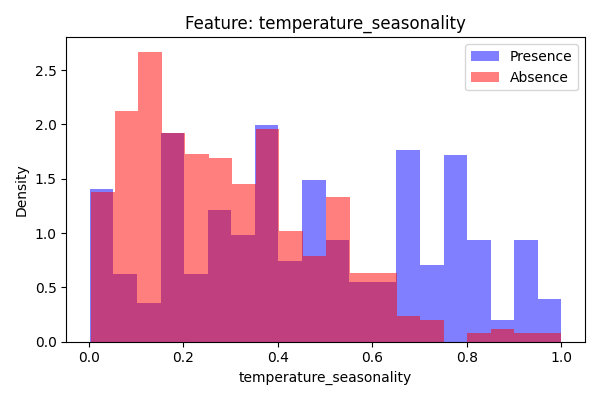 Feature: temperature_seasonality
Presence
Absence
Density
2.5
2.0
1.5
1.0
0.5
0.0
0.0 0.2 0.4 0.6 0.8 1.0
temperature_seasonality